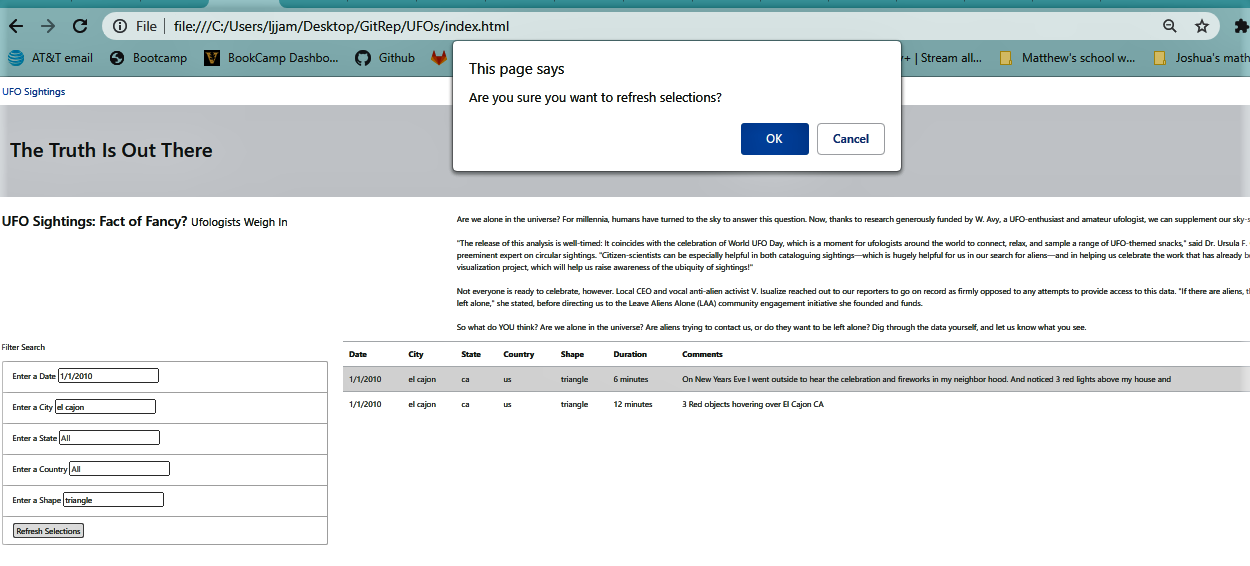 File | file:///C:/Users/ljjam/Desktop/GitRep/UFOs/index.html
AT&T email Bootcamp BookCamp Dashbo... Github + | Stream all... Matthew's school w... Joshua's math
This page says
Are you sure you want to refresh selections?
OK Cancel
UFO Sightings
The Truth Is Out There
UFO Sightings: Fact of Fancy? Ufologists Weigh In
Are we alone in the universe? For millennia, humans have turned to the sky to answer this question. Now, thanks to research generously funded by W. Avy, a UFO-enthusiast and amateur ufologist, we can supplement our sky-
"The release of this analysis is well-timed: It coincides with the celebration of World UFO Day, which is a moment for ufologists around the world to connect, relax, and sample a range of UFO-themed snacks," said Dr. Ursula F.
preeminent expert on circular sightings. "Citizen-scientists can be especially helpful in both cataloguing sightings—which is hugely helpful for us in our search for aliens—and in helping us celebrate the work that has already
visualization project, which will help us raise awareness of the ubiquity of sightings!"
Not everyone is ready to celebrate, however. Local CEO and vocal anti-alien activist V. Isualize reached out to our reporters to go on record as firmly opposed to any attempts to provide access to this data. "If there are aliens,
left alone," she stated, before directing us to the Leave Aliens Alone (LAA) community engagement initiative she founded and funds.
So what do YOU think? Are we alone in the universe? Are aliens trying to contact us, or do they want to be left alone? Dig through the data yourself, and let us know what you see.
Filter Search
Enter a Date 1/1/2010
Enter a City el cajon
Enter a State All
Enter a Country All
Enter a Shape triangle
Refresh Selections
Date City State Country Shape Duration Comments
1/1/2010 el cajon ca us triangle 6 minutes On New Years Eve I went outside to hear the celebration and fireworks in my neighbor hood. And noticed 3 red lights above my house and
1/1/2010 el cajon ca us triangle 12 minutes 3 Red objects hovering over El Cajon CA